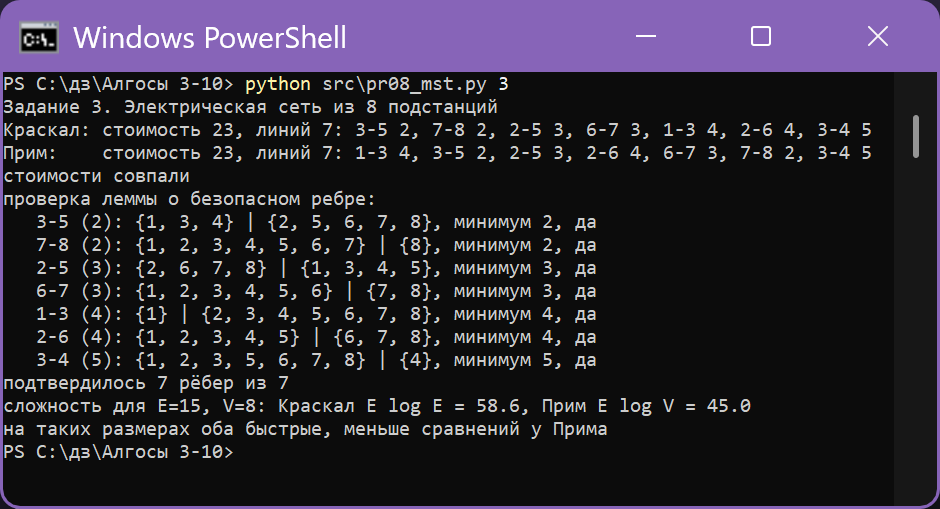 Windows PowerShell
PS C:\дз\Алгосы 3-10> python src\pr08_mst.py 3
Задание 3. Электрическая сеть из 8 подстанций
Краскал: стоимость 23, линий 7: 3-5 2, 7-8 2, 2-5 3, 6-7 3, 1-3 4, 2-6 4, 3-4 5
Прим:    стоимость 23, линий 7: 1-3 4, 3-5 2, 2-5 3, 2-6 4, 6-7 3, 7-8 2, 3-4 5
стоимости совпали
проверка леммы о безопасном ребре:
   3-5 (2): {1, 3, 4} | {2, 5, 6, 7, 8}, минимум 2, да
   7-8 (2): {1, 2, 3, 4, 5, 6, 7} | {8}, минимум 2, да
   2-5 (3): {2, 6, 7, 8} | {1, 3, 4, 5}, минимум 3, да
   6-7 (3): {1, 2, 3, 4, 5, 6} | {7, 8}, минимум 3, да
   1-3 (4): {1} | {2, 3, 4, 5, 6, 7, 8}, минимум 4, да
   2-6 (4): {1, 2, 3, 4, 5} | {6, 7, 8}, минимум 4, да
   3-4 (5): {1, 2, 3, 5, 6, 7, 8} | {4}, минимум 5, да
подтвердилось 7 рёбер из 7
сложность для E=15, V=8: Краскал E log E = 58.6, Прим E log V = 45.0
на таких размерах оба быстрые, меньше сравнений у Прима
PS C:\дз\Алгосы 3-10>